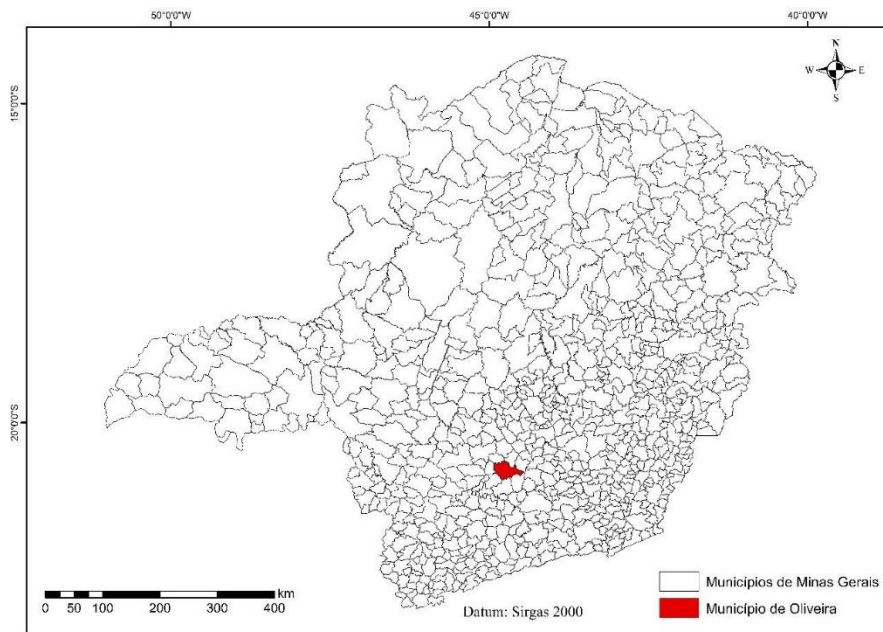 50°0'0"W 45°0'0"W 40°0'0"W
N
W E
S
15°0'0"S
20°0'0"S
km
0 50 100 200 300 400
Datum: Sirgas 2000
Municípios de Minas Gerais
Município de Oliveira